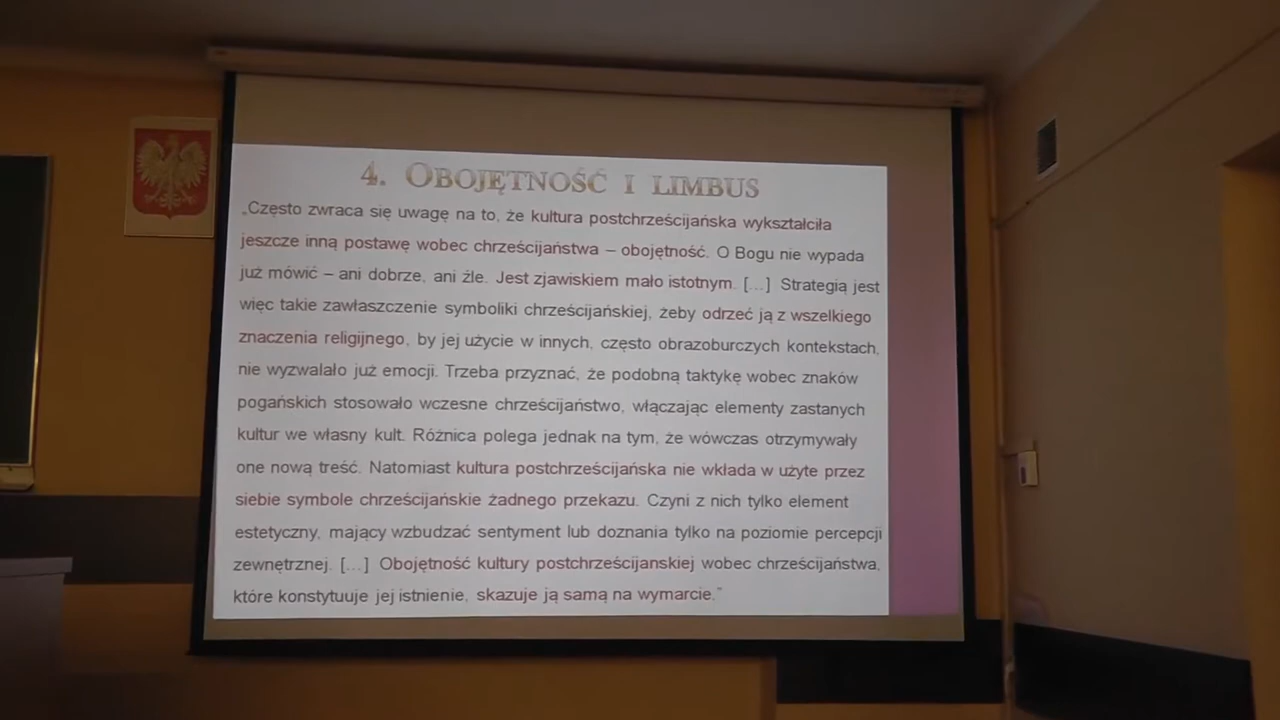 4. OBOJĘTNOŚĆ I LIMBUS
„Często zwraca się uwagę na to, że kultura postchrześcijańska wykształciła
jeszcze inną postawę wobec chrześcijaństwa – obojętność. O Bogu nie wypada
już mówić – ani dobrze, ani źle. Jest zjawiskiem mało istotnym. [...] Strategią jest
więc takie zawłaszczenie symboliki chrześcijańskiej, żeby odrzeć ją z wszelkiego
znaczenia religijnego, by jej użycie w innych, często obrazoburczych kontekstach,
nie wyzwalało już emocji. Trzeba przyznać, że podobną taktykę wobec znaków
pogańskich stosowało wczesne chrześcijaństwo, włączając elementy zastanych
kultur we własny kult. Różnica polega jednak na tym, że wówczas otrzymywały
one nową treść. Natomiast kultura postchrześcijańska nie wkłada w użyte przez
siebie symbole chrześcijańskie żadnego przekazu. Czyni z nich tylko element
estetyczny, mający wzbudzać sentyment lub doznania tylko na poziomie percepcji
zewnętrznej. [...] Obojętność kultury postchrześcijanskiej wobec chrześcijaństwa,
które konstytuuje jej istnienie, skazuje ją samą na wymarcie.”